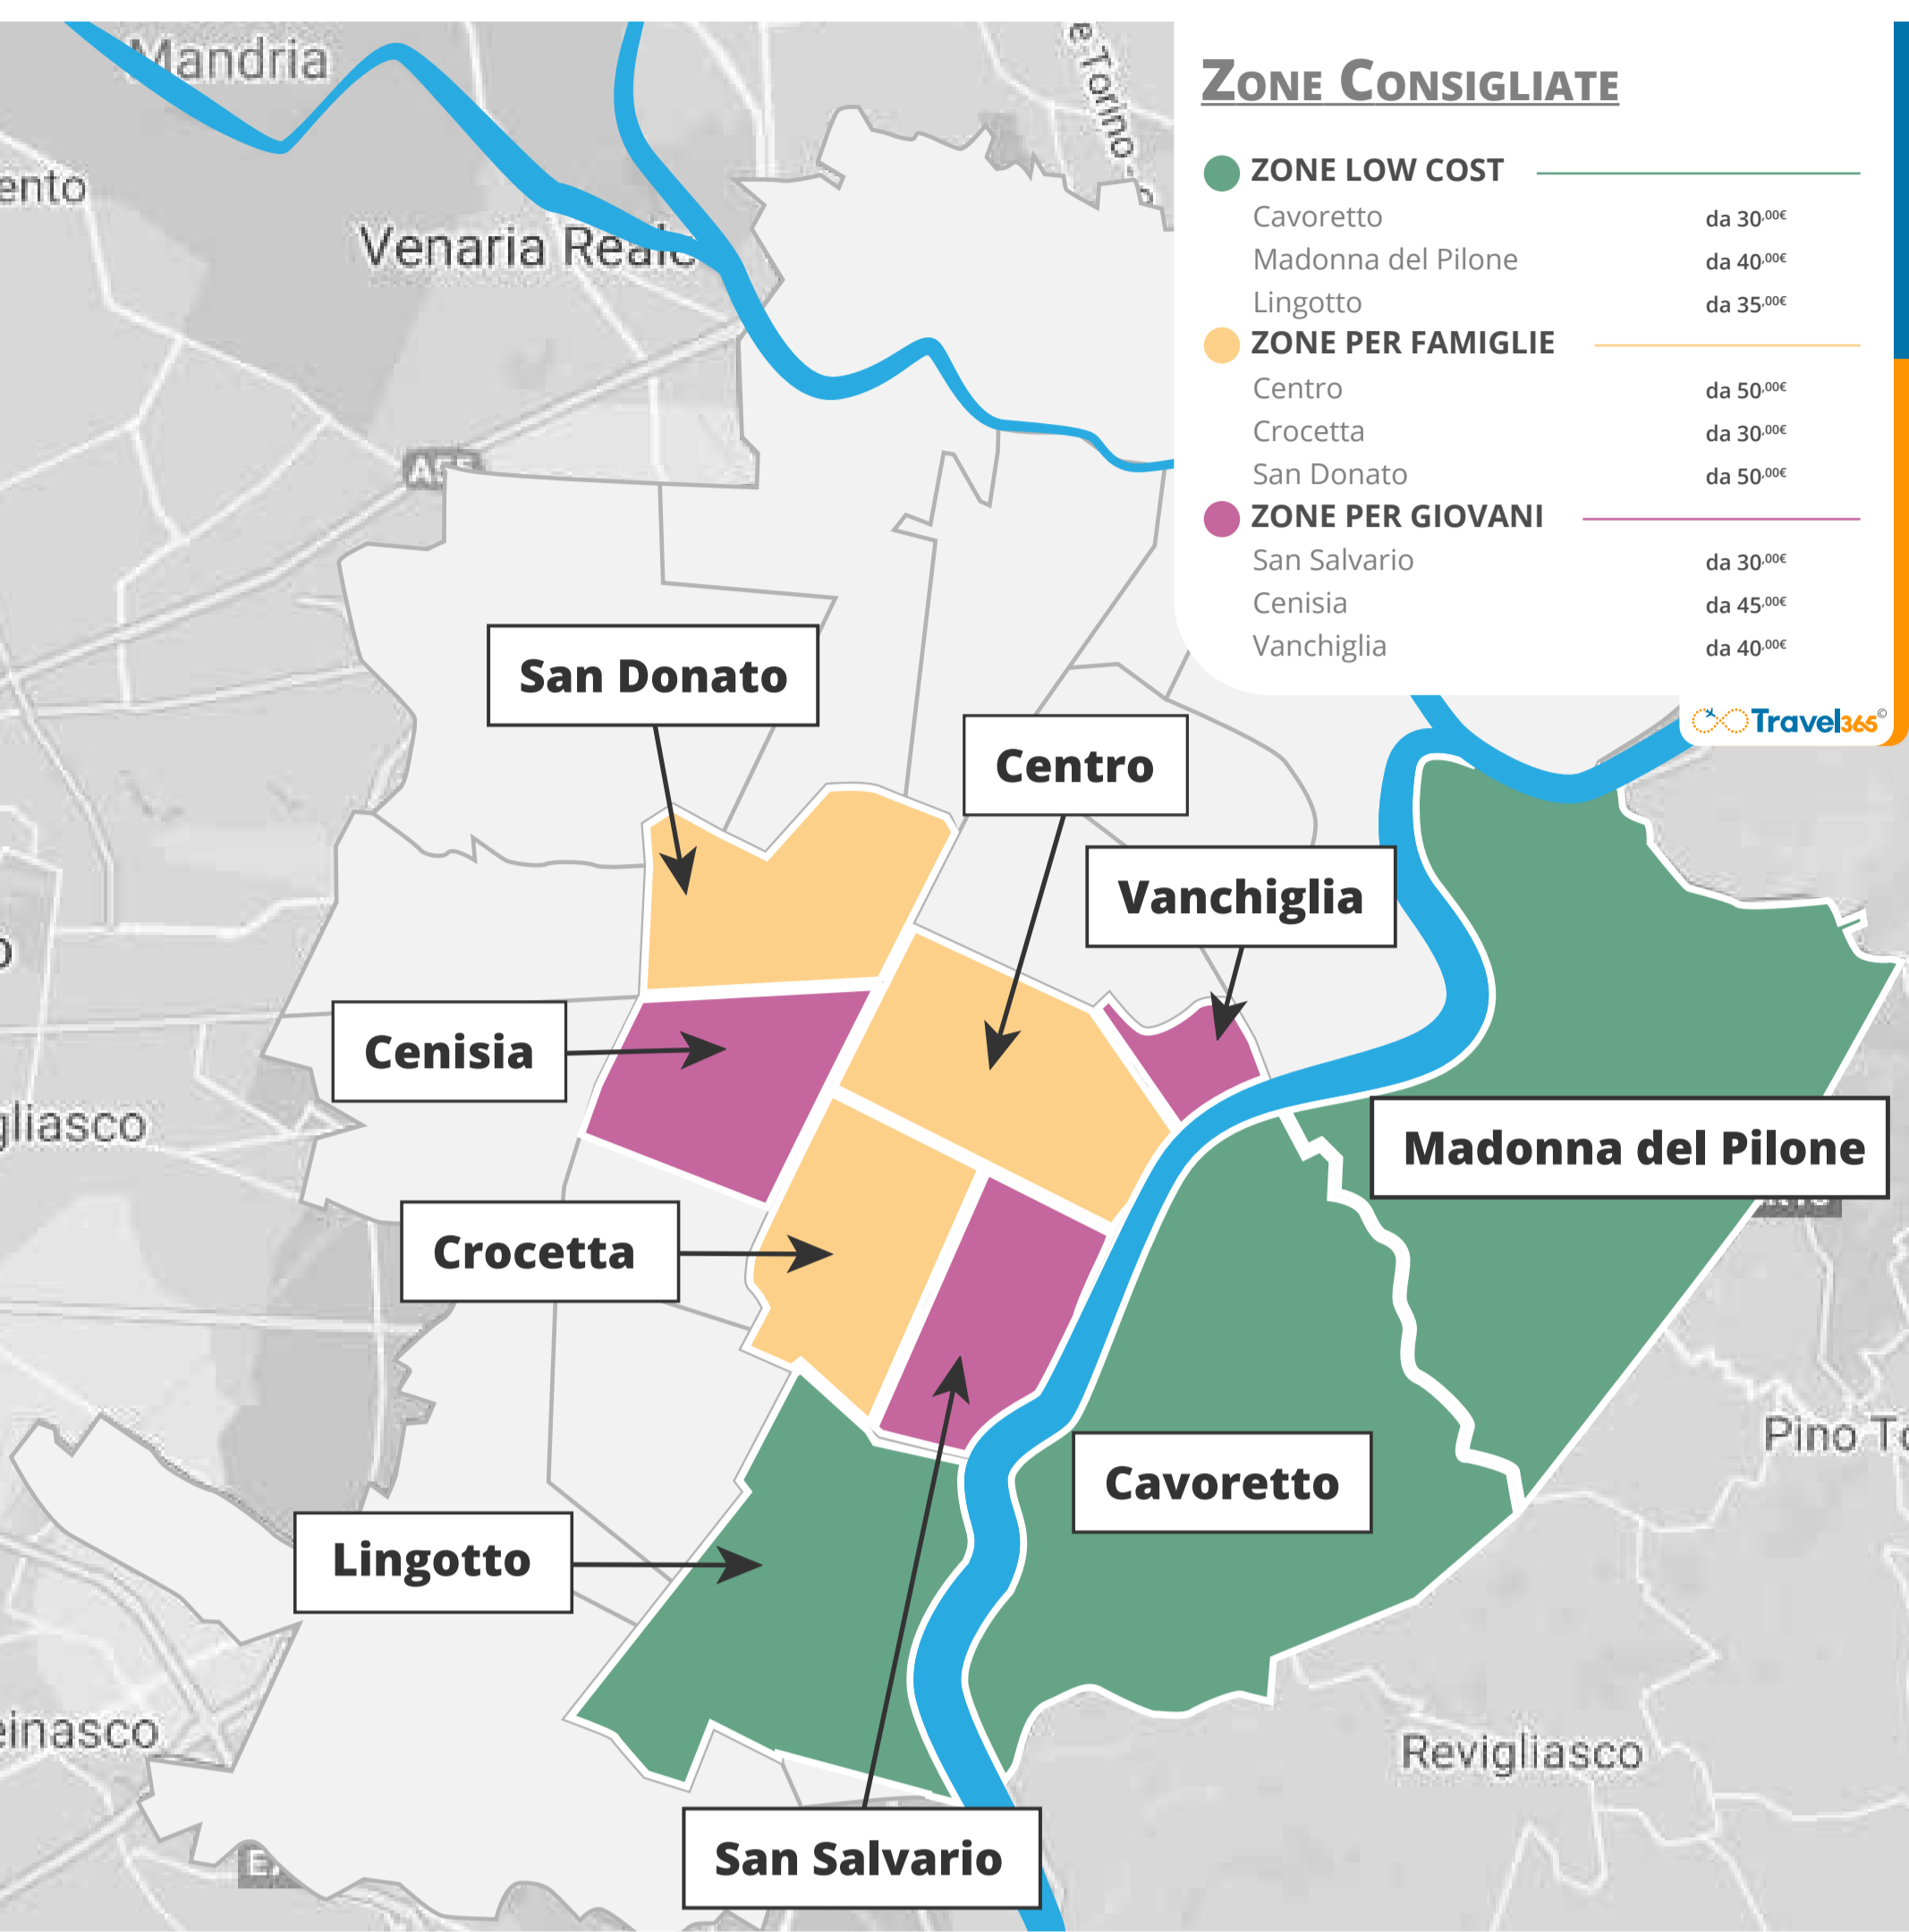 Mandria
e Torino -
ento
Venaria Reale
ZONE CONSIGLIATE
ZONE LOW COST
Cavoretto da 30,00€
Madonna del Pilone da 40,00€
Lingotto da 35,00€
ZONE PER FAMIGLIE
Centro da 50,00€
Crocetta da 30,00€
San Donato da 50,00€
ZONE PER GIOVANI
San Salvario da 30,00€
Cenisia da 45,00€
Vanchiglia da 40,00€
Travel365©
San Donato
Centro
Vanchiglia
Cenisia
gliasco
Madonna del Pilone
Crocetta
Pino To
Cavoretto
Lingotto
einasco
Revigliasco
San Salvario